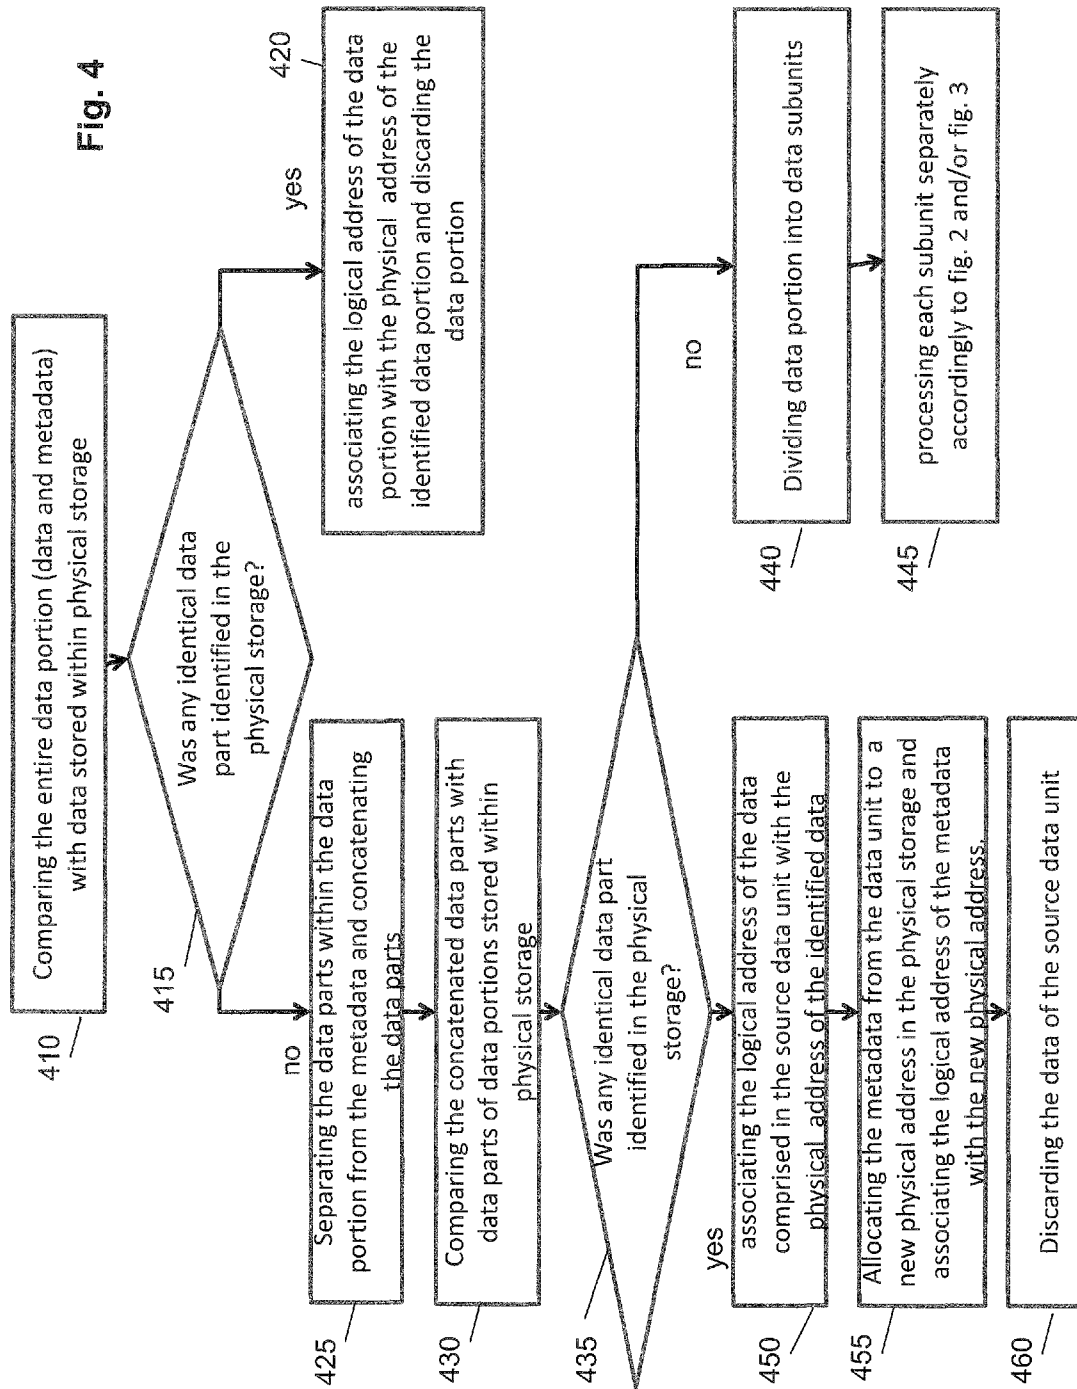 Fig. 4
410
Comparing the entire data portion (data and metadata)
with data stored within physical storage
415
Was any identical data
part identified in the
physical storage?
yes
420
associating the logical address of the data
portion with the physical address of the
identified data portion and discarding the
data portion
no
425
Separating the data parts within the data
portion from the metadata and concatenating
the data parts
430
Comparing the concatenated data parts with
data parts of data portions stored within
physical storage
435
Was any identical data part
identified in the physical
storage?
no
440
Dividing data portion into data subunits
445
processing each subunit separately
accordingly to fig. 2 and/or fig. 3
yes
450
associating the logical address of the data
comprised in the source data unit with the
physical address of the identified data
455
Allocating the metadata from the data unit to a
new physical address in the physical storage and
associating the logical address of the metadata
with the new physical address.
460
Discarding the data of the source data unit